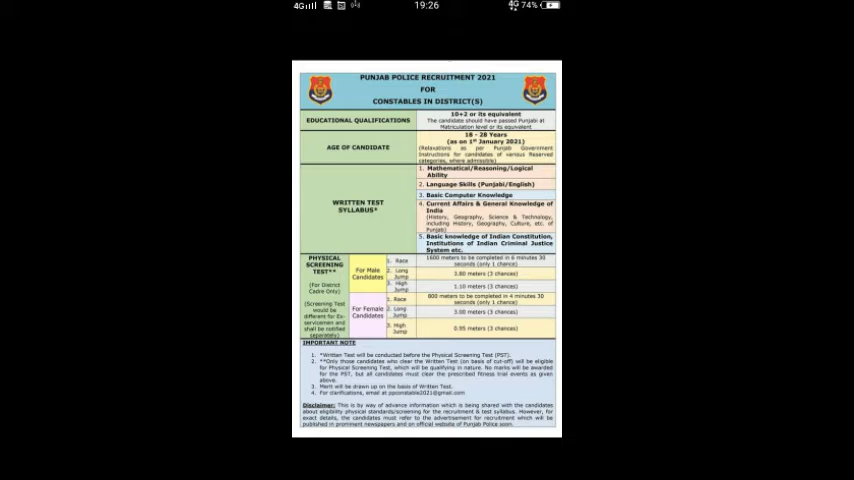 4G
19:26
4G 74%
PUNJAB POLICE RECRUITMENT 2021
FOR
CONSTABLES IN DISTRICT(S)
EDUCATIONAL QUALIFICATIONS
10+2 or its equivalent
The candidate should have passed Punjabi at
Matriculation level or its equivalent
AGE OF CANDIDATE
18 - 28 Years
(as on 1st January 2021)
(Relaxations as per Punjab Government
Instructions for candidates of various Reserved
categories, where admissible)
WRITTEN TEST
SYLLABUS*
1. Mathematical/Reasoning/Logical
Ability
2. Language Skills (Punjabi/English)
3. Basic Computer Knowledge
4. Current Affairs & General Knowledge of
India
(History, Geography, Science & Technology,
including History, Geography, Culture, etc. of
Punjab)
5. Basic knowledge of Indian Constitution,
Institutions of Indian Criminal Justice
System etc.
PHYSICAL
SCREENING
TEST**
(For District
Cadre Only)
(Screening Test
would be
different for Ex-
servicemen and
shall be notified
separately)
For Male
Candidates
1. Race
1600 meters to be completed in 6 minutes 30
seconds (only 1 chance)
2. Long
Jump
3.80 meters (3 chances)
3. High
Jump
1.10 meters (3 chances)
For Female
Candidates
1. Race
800 meters to be completed in 4 minutes 30
seconds (only 1 chance)
2. Long
Jump
3.00 meters (3 chances)
3. High
Jump
0.95 meters (3 chances)
IMPORTANT NOTE
1. *Written Test will be conducted before the Physical Screening Test (PST).
2. **Only those candidates who clear the Written Test (on basis of cut-off) will be eligible
for Physical Screening Test, which will be qualifying in nature. No marks will be awarded
for the PST, but all candidates must clear the prescribed fitness trial events as given
above.
3. Merit will be drawn up on the basis of Written Test.
4. For clarifications, email at ppconstable2021@gmail.com
Disclaimer: This is by way of advance information which is being shared with the candidates
about eligibility physical standards/screening for the recruitment & test syllabus. However, for
exact details, the candidates must refer to the advertisement for recruitment which will be
published in prominent newspapers and on official website of Punjab Police soon.